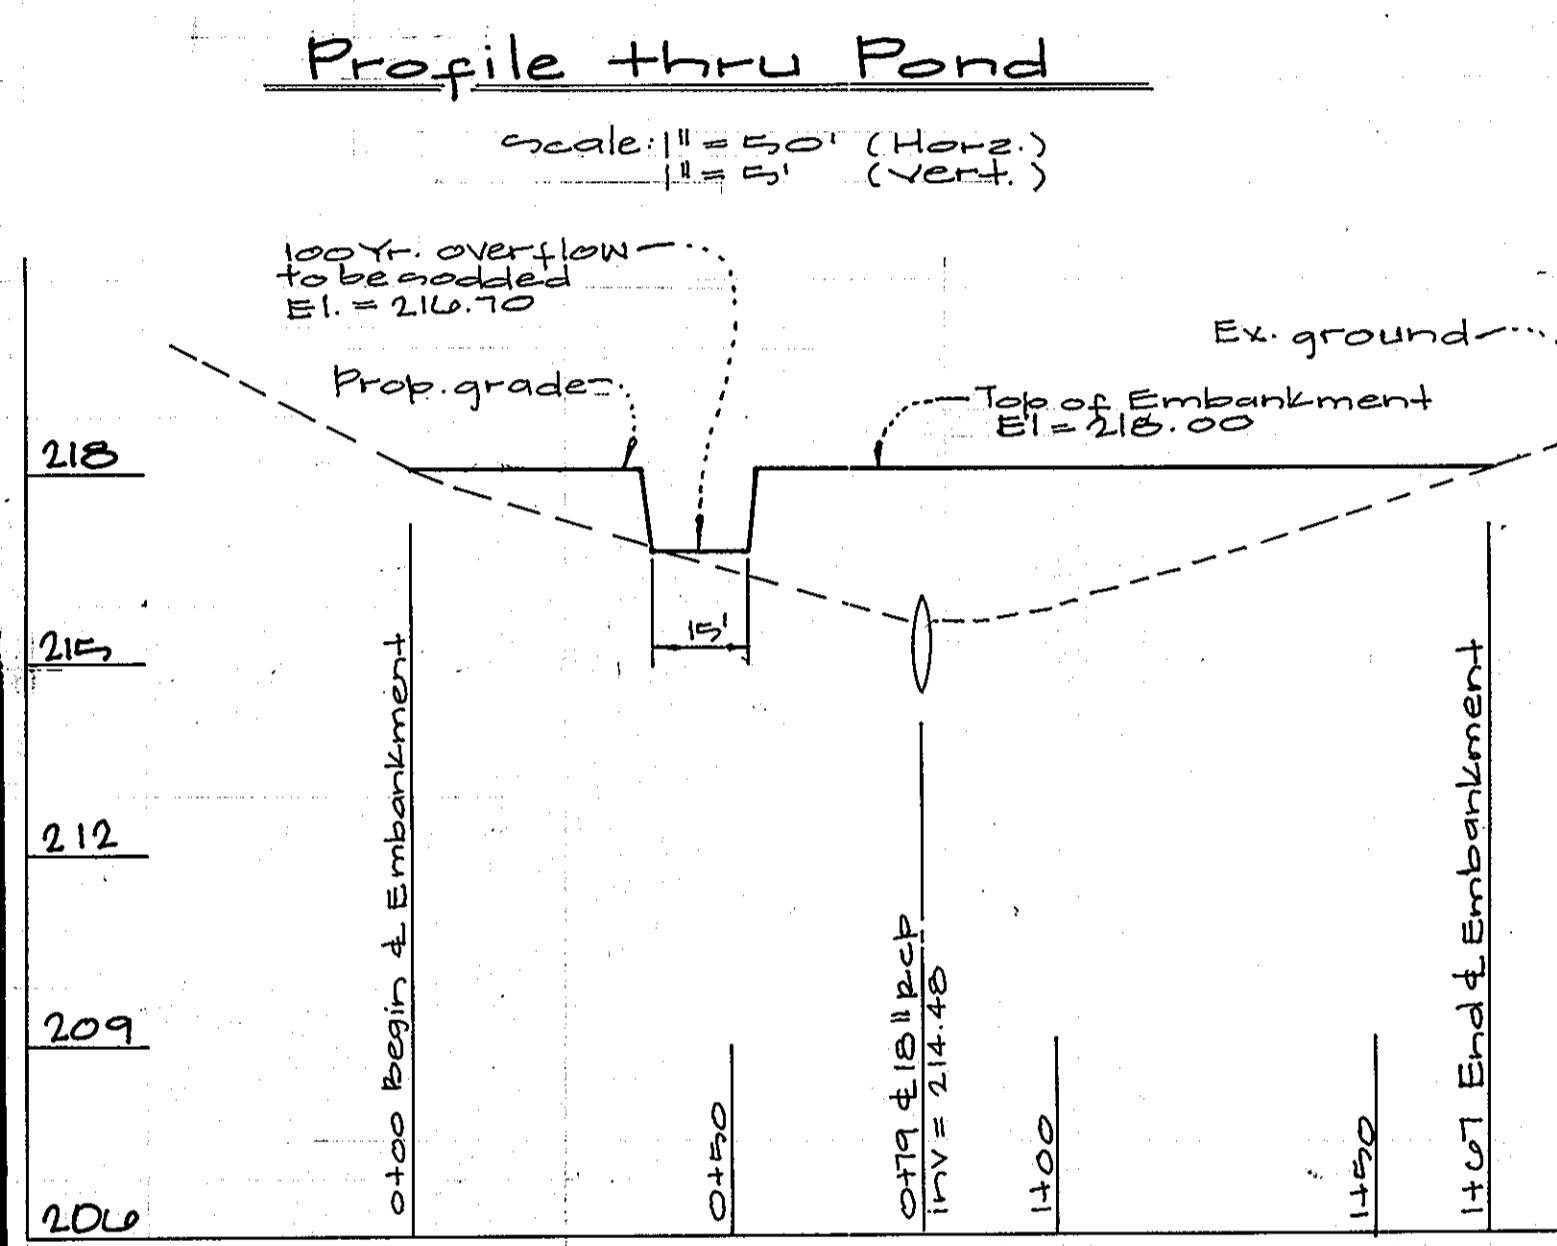 Profile thru Pond
Scale: 1" = 50' (Horz.)
1" = 5' (Vert.)
100 Yr. overflow
to be sodded
El. = 216.70
Ex. ground
Prop. grade
Top of Embankment
El = 218.00
218
215
212
209
206
15'
0+00 Begin ℄ Embankment
0+50
0+79 ℄ 18" RCP
inv = 214.48
1+00
1+50
1+67 End ℄ Embankment